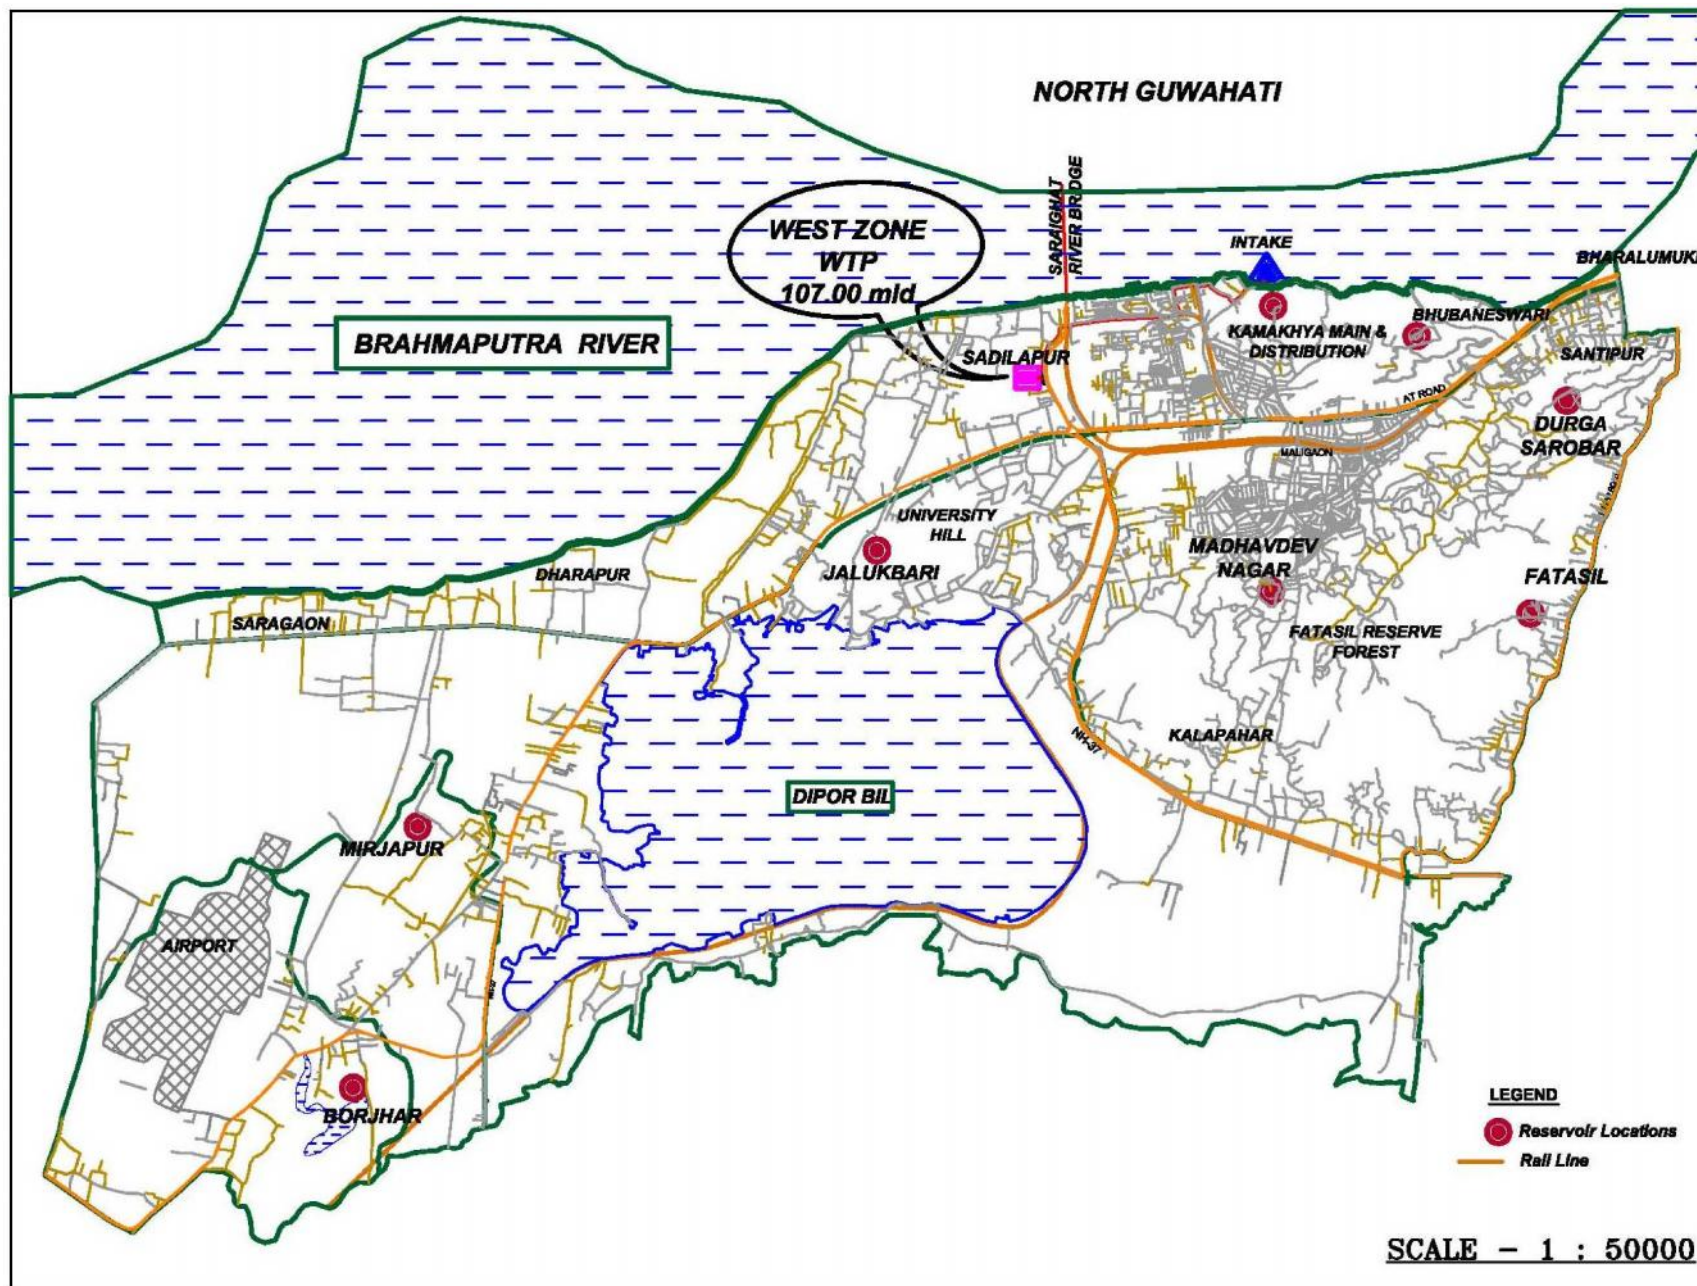 NORTH GUWAHATI
SARAIGHAT
RIVER BRIDGE
WEST ZONE
WTP
107.00 mld
INTAKE
BHARALUMUKH
BRAHMAPUTRA RIVER
KAMAKHYA MAIN &
DISTRIBUTION
BHUBANESWARI
SADILAPUR
SANTIPUR
AT ROAD
DURGA
SAROBAR
MALIGAON
UNIVERSITY
HILL
MADHAVDEV
NAGAR
JALUKBARI
FATASIL
DHARAPUR
SARAGAON
FATASIL RESERVE
FOREST
NH-37
KALAPAHAR
DIPOR BIL
MIRJAPUR
AIRPORT
BORJHAR
LEGEND
Reservoir Locations
Rail Line
SCALE - 1 : 50000